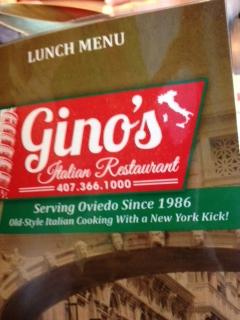 LUNCH MENU
Gino's
Italian Restaurant
407.366.1000
Serving Oviedo Since 1986
Old-Style Italian Cooking With a New York Kick!